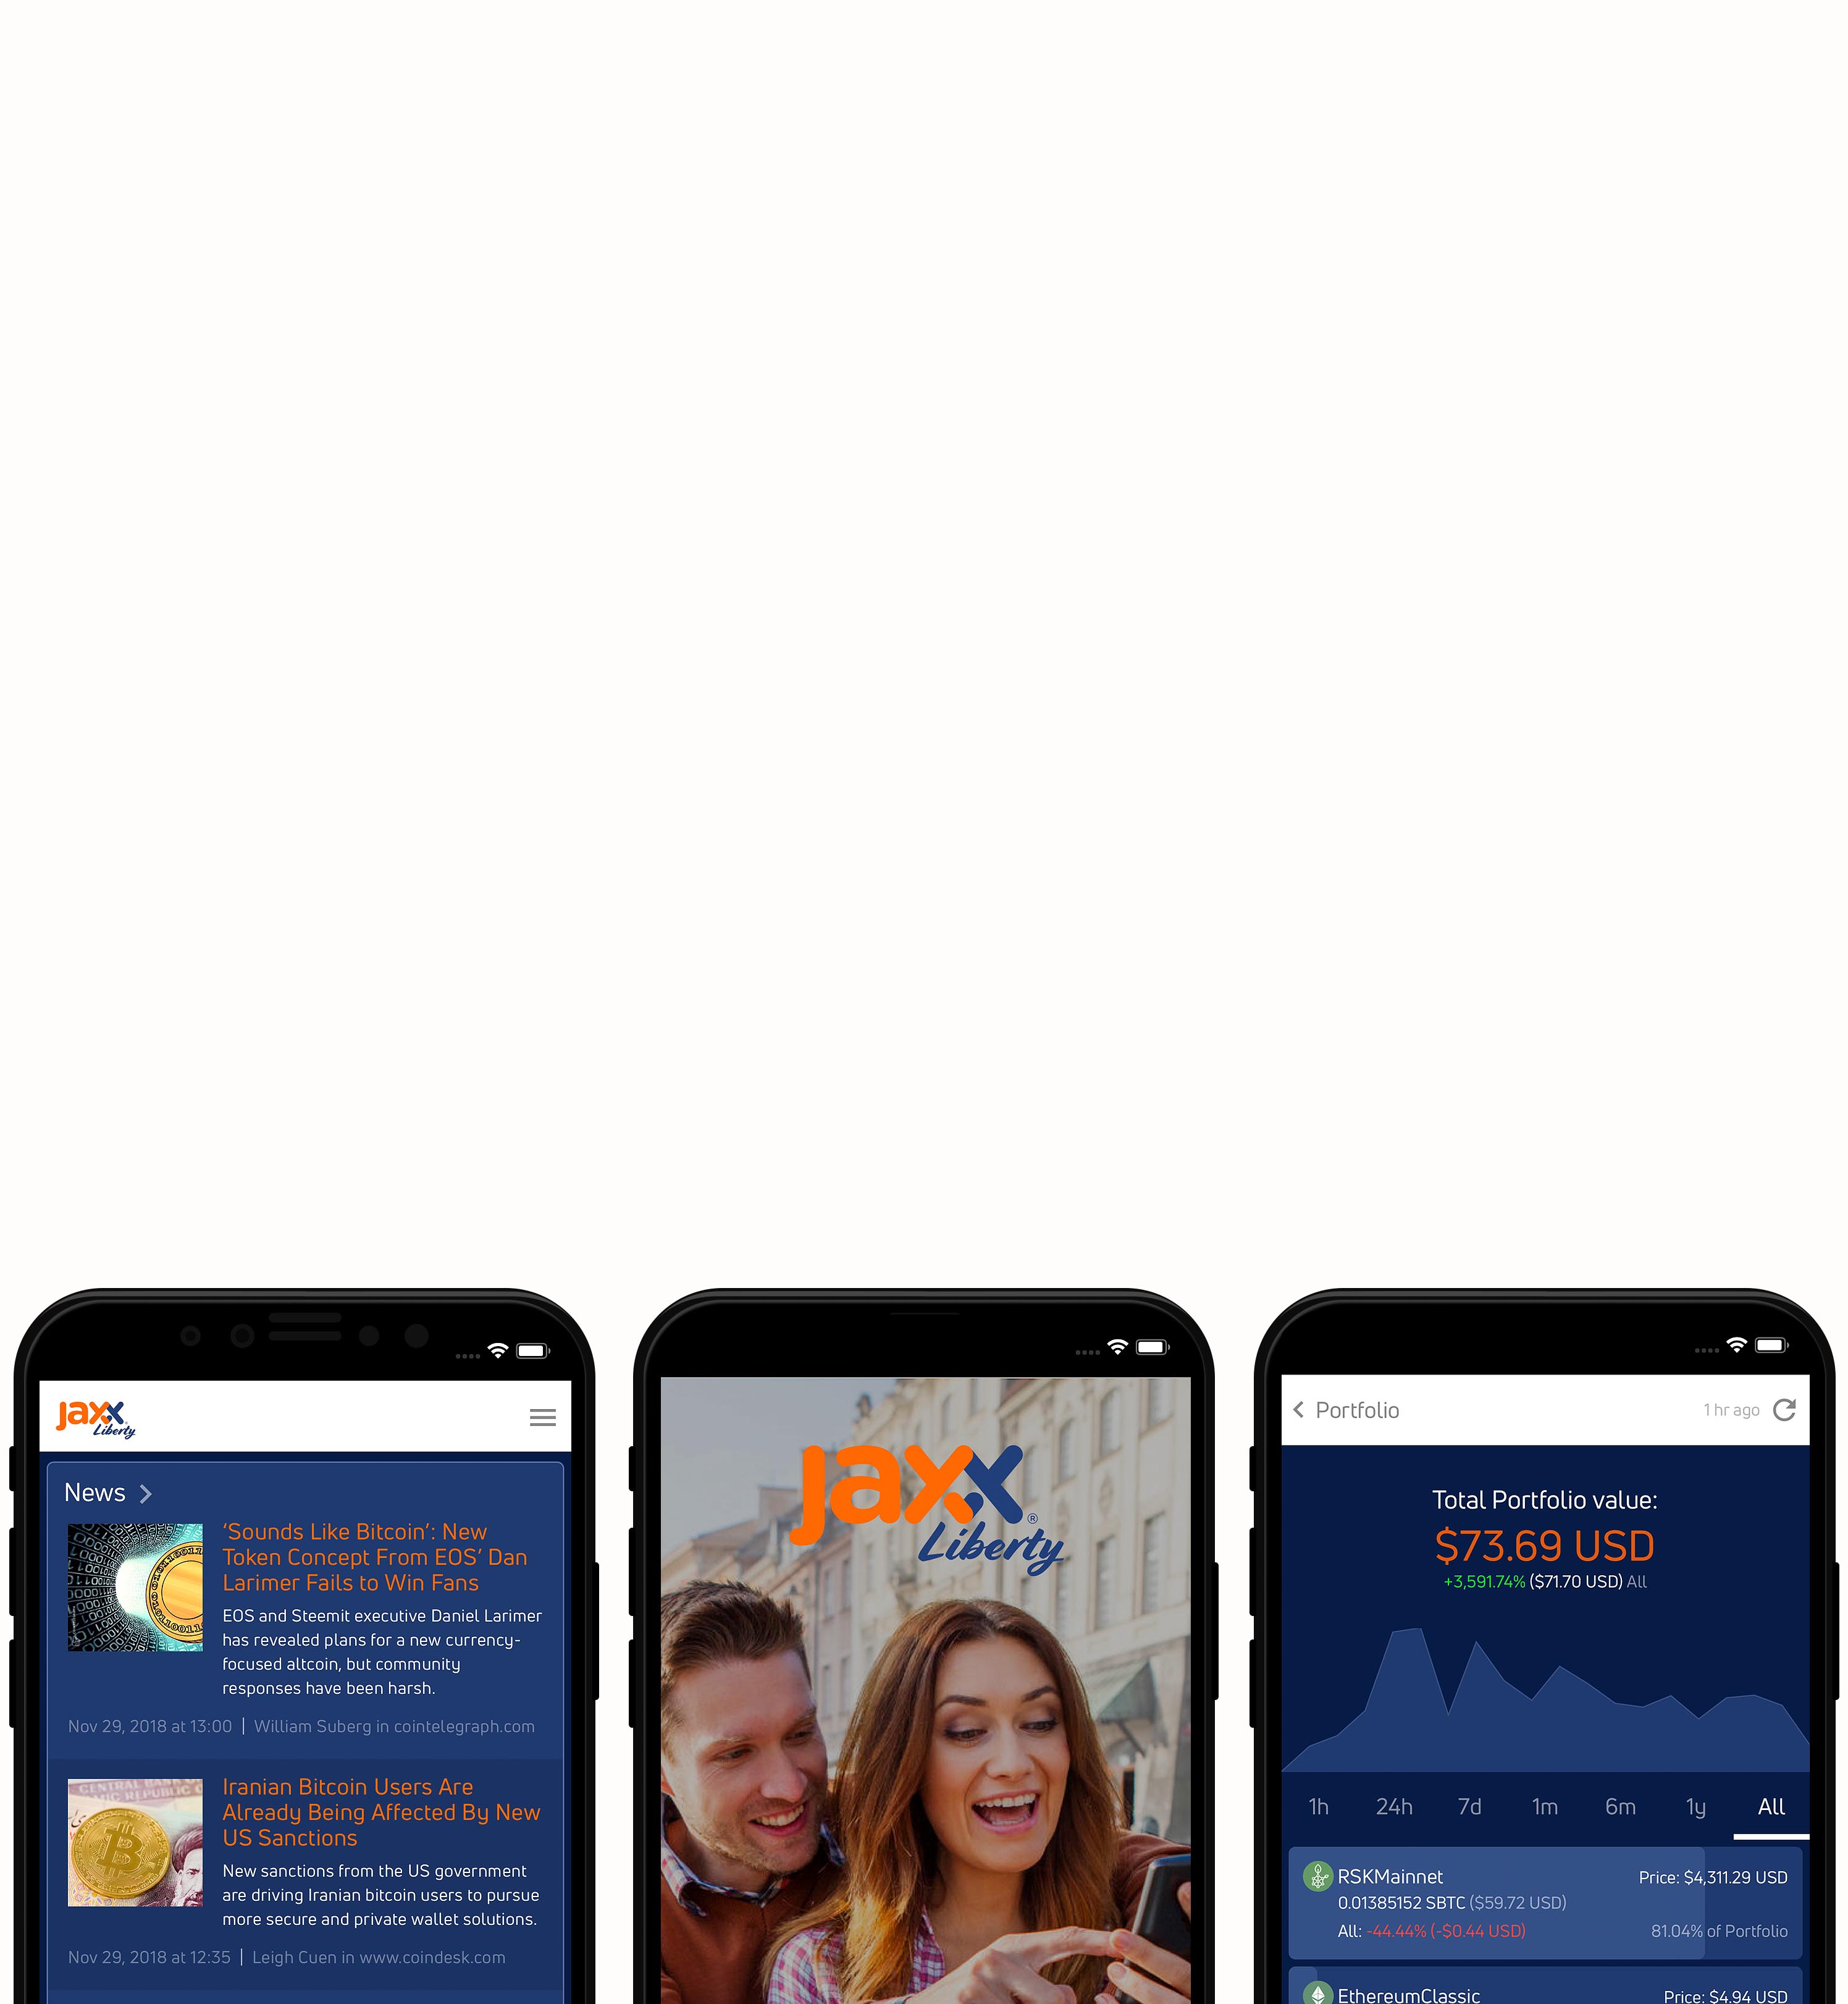 jaxx
Liberty
News
'Sounds Like Bitcoin': New
Token Concept From EOS' Dan
Larimer Fails to Win Fans
EOS and Steemit executive Daniel Larimer
has revealed plans for a new currency-
focused altcoin, but community
responses have been harsh.
Nov 29, 2018 at 13:00 | William Suberg in cointelegraph.com
Iranian Bitcoin Users Are
Already Being Affected By New
US Sanctions
New sanctions from the US government
are driving Iranian bitcoin users to pursue
more secure and private wallet solutions.
Nov 29, 2018 at 12:35 | Leigh Cuen in www.coindesk.com
jaxx
Liberty®
Portfolio
1 hr ago
Total Portfolio value:
$73.69 USD
+3,591.74% ($71.70 USD) All
1h 24h 7d 1m 6m 1y All
RSKMainnet Price: $4,311.29 USD
0.01385152 SBTC ($59.72 USD)
All: -44.44% (-$0.44 USD) 81.04% of Portfolio
EthereumClassic Price: $4.94 USD